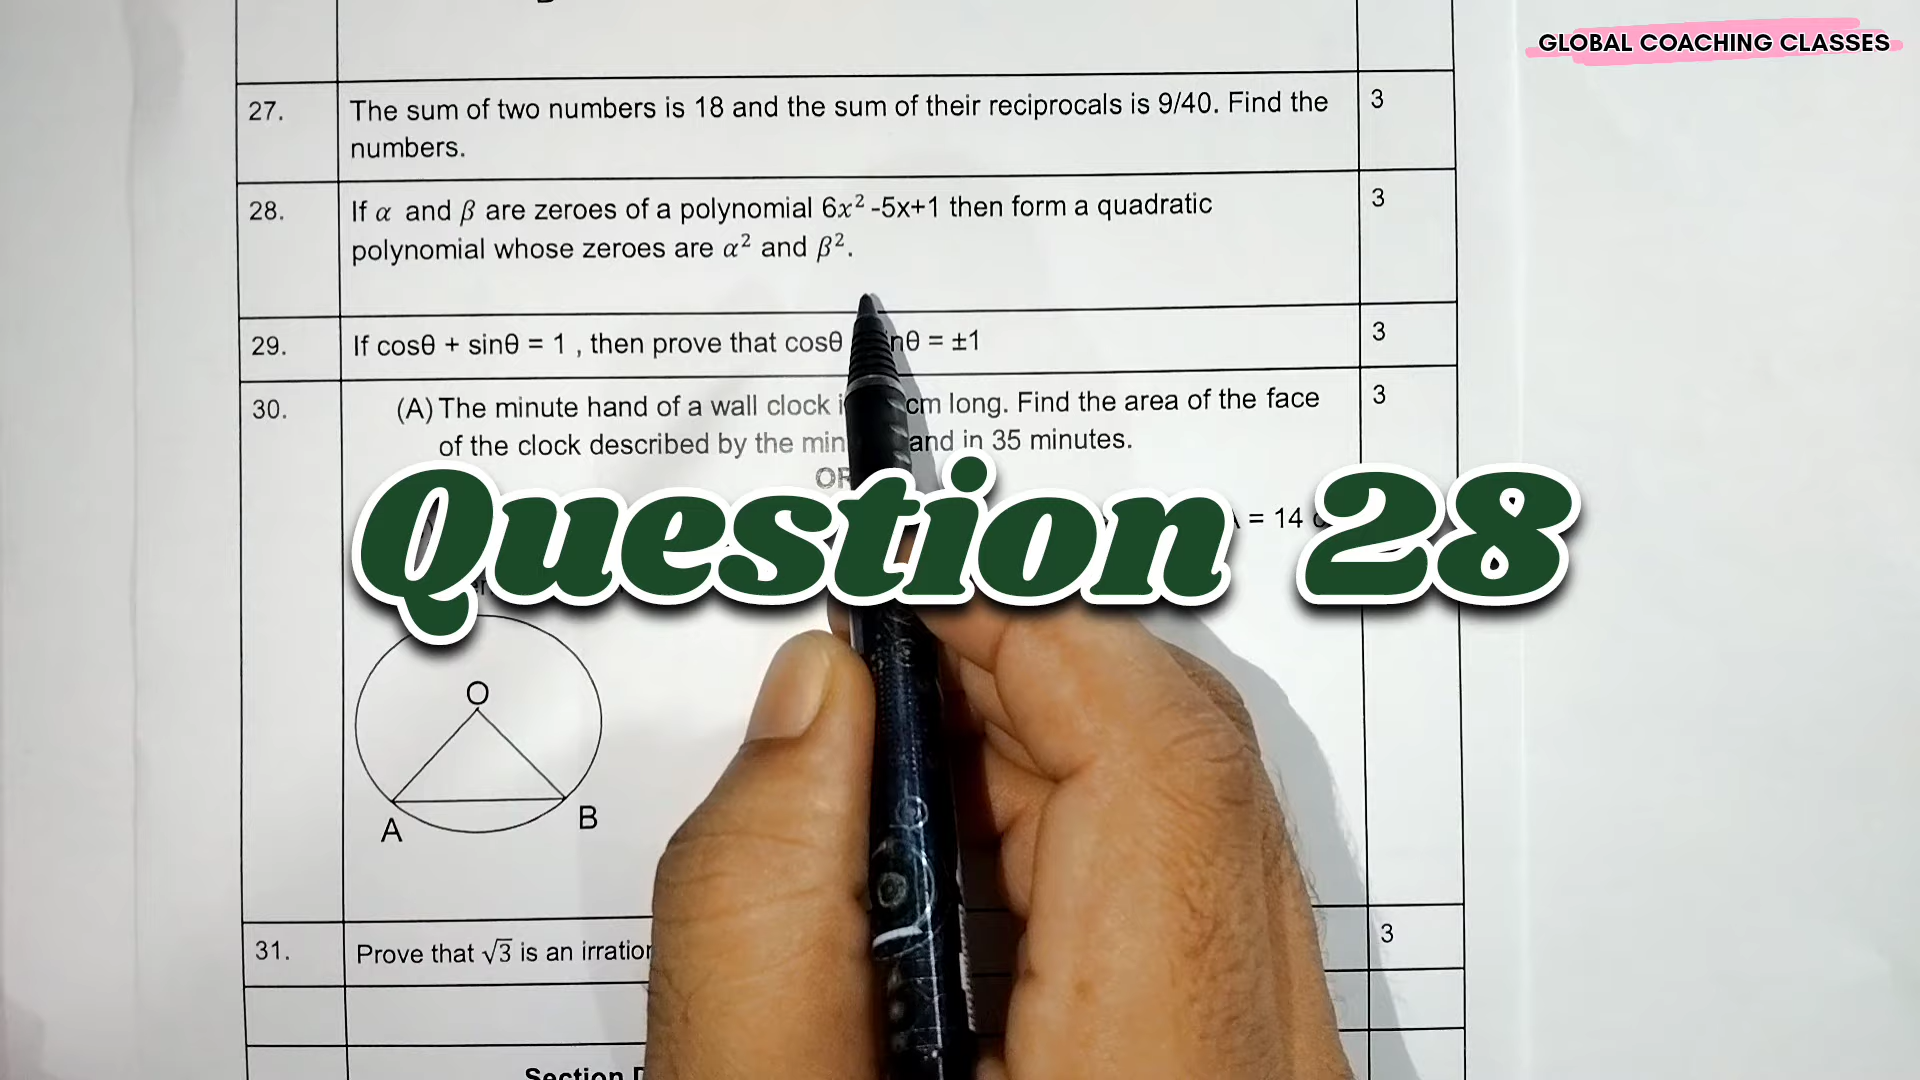 GLOBAL COACHING CLASSES
27. The sum of two numbers is 18 and the sum of their reciprocals is 9/40. Find the 3
numbers.
28. If α and β are zeroes of a polynomial 6x² -5x+1 then form a quadratic 3
polynomial whose zeroes are α² and β².
29. If cosθ + sinθ = 1 , then prove that cosθ = ±1 3
30. (A) The minute hand of a wall clock cm long. Find the area of the face 3
of the clock described by the in 35 minutes.
OR
= 14
Question 28
O
A B
31. Prove that √3 is an 3
Section